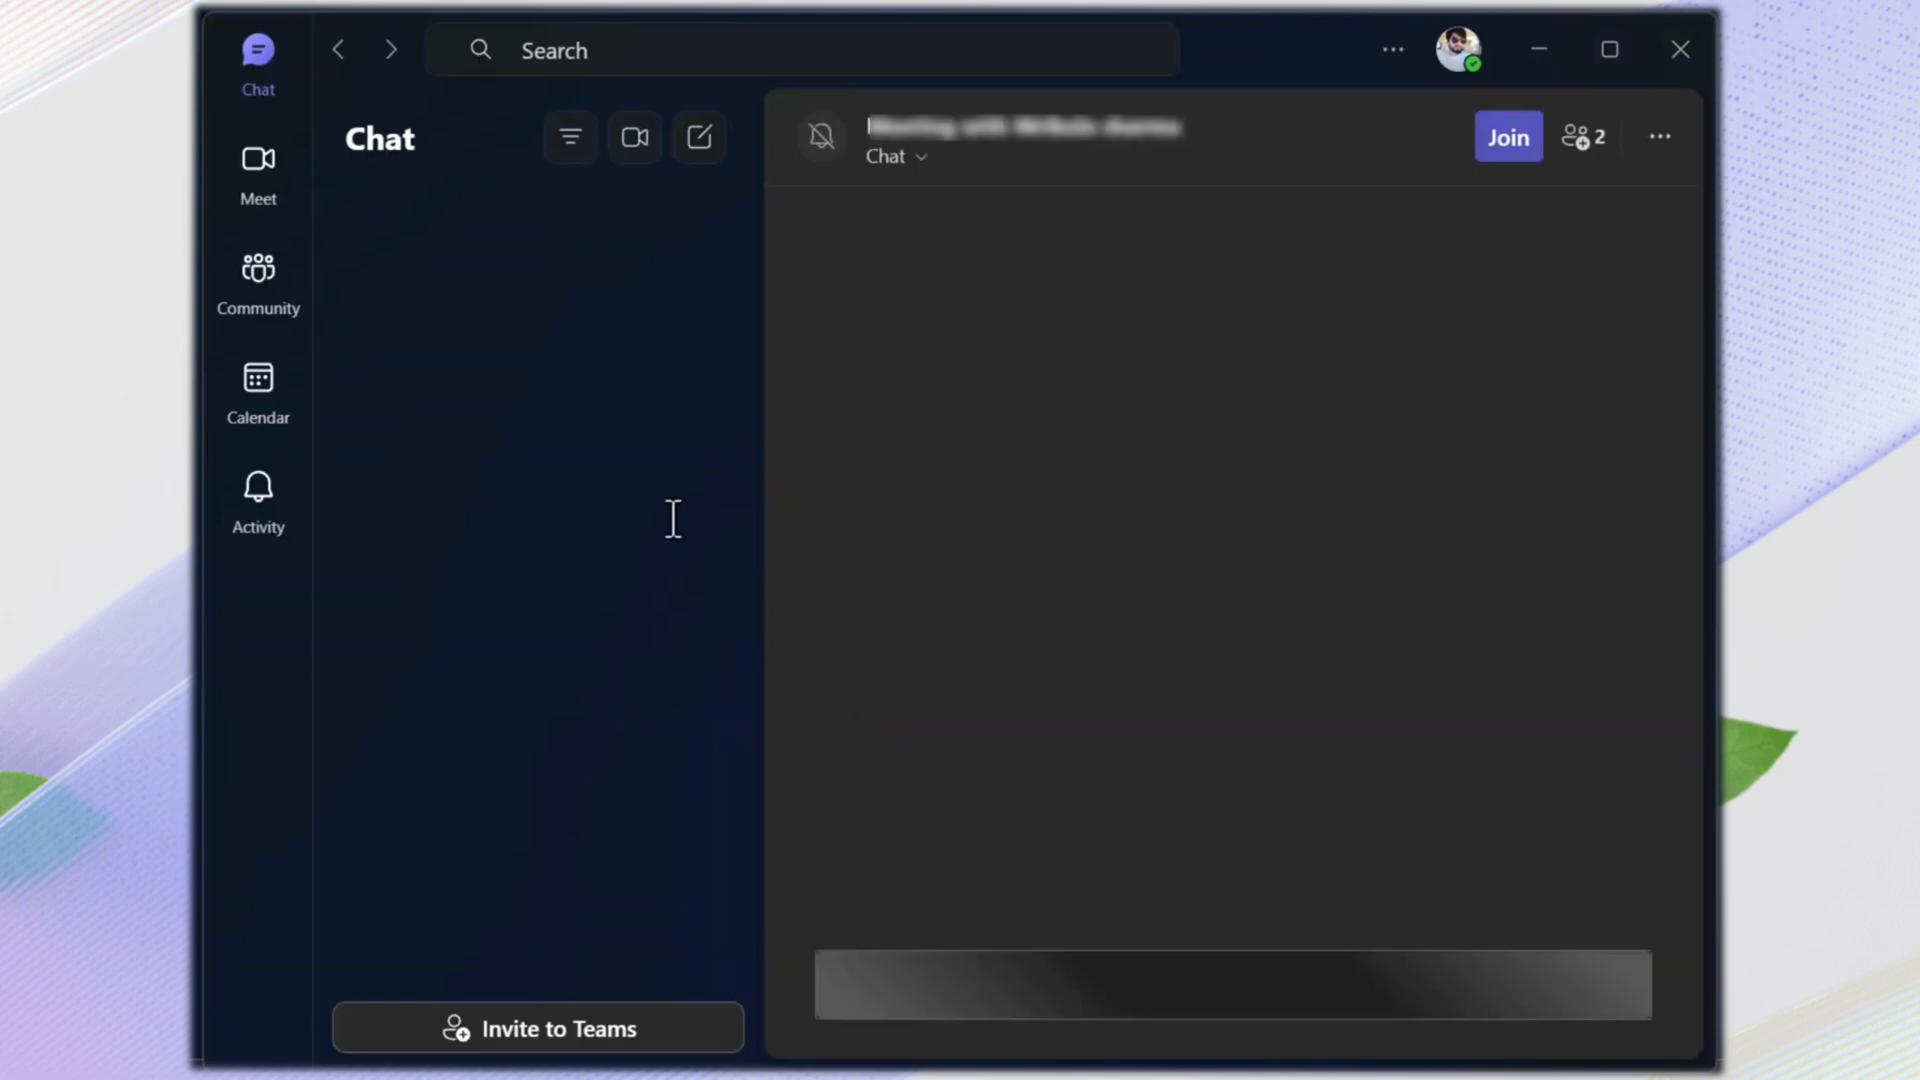 Chat
Search
Meet
Community
Calendar
Activity
Chat
Chat
Join
2
Invite to Teams